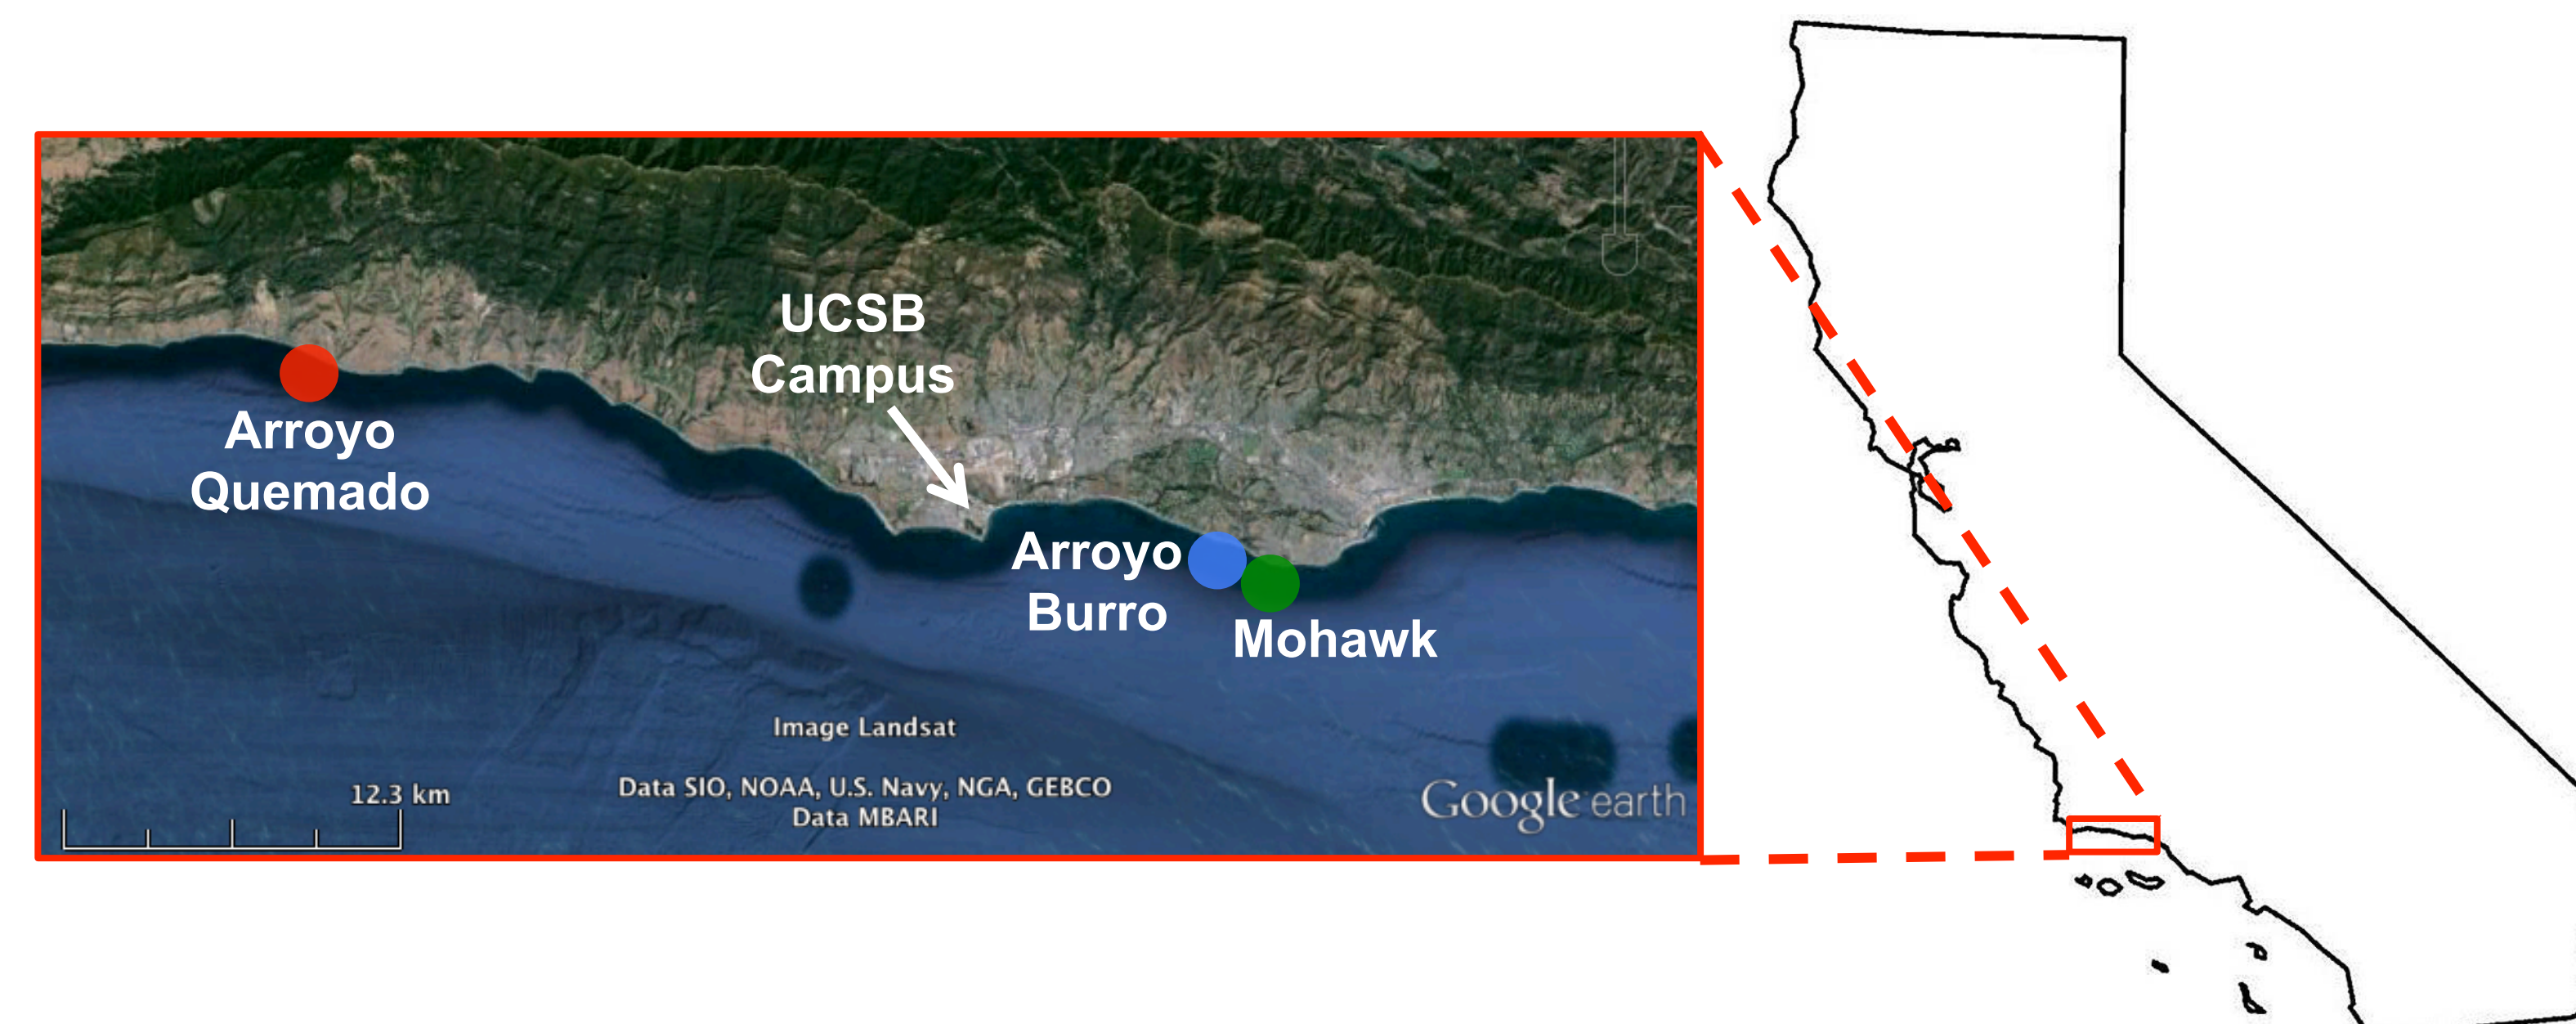 UCSB
Campus
Arroyo
Quemado
Arroyo
Burro
Mohawk
Image Landsat
Data SIO, NOAA, U.S. Navy, NGA, GEBCO
Data MBARI
12.3 km
Google earth